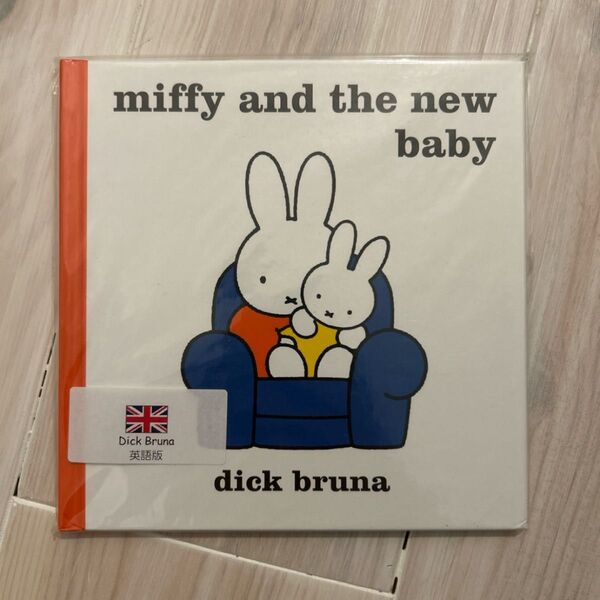 miffy and the new
baby
Dick Bruna
英語版
dick bruna